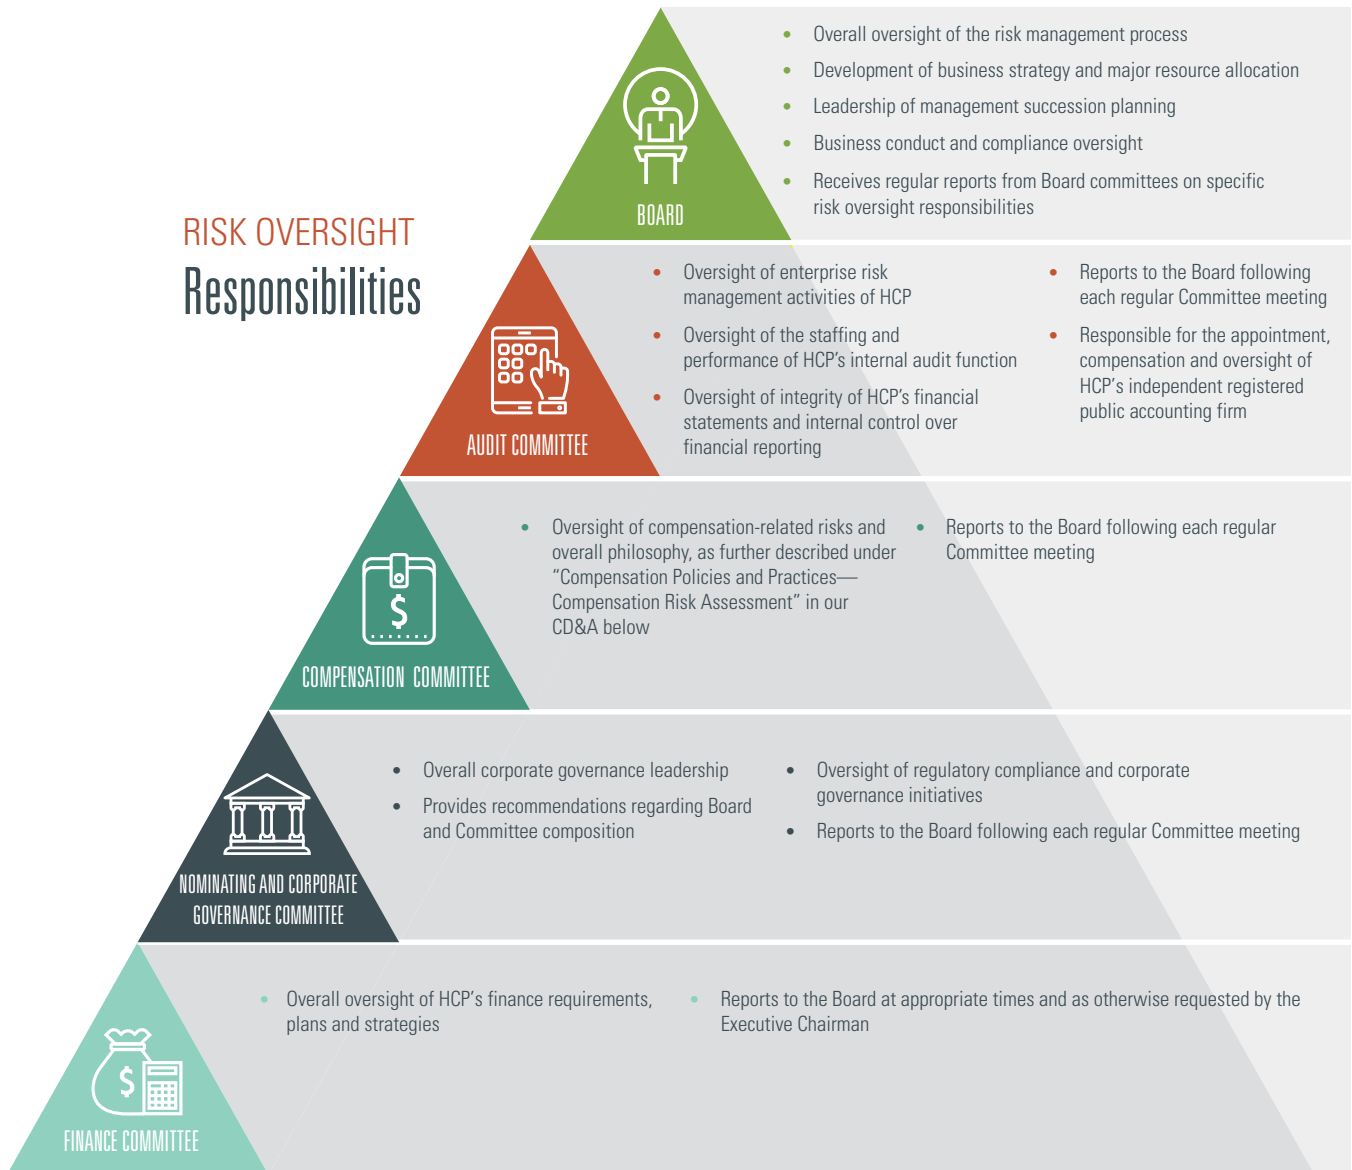 RISK OVERSIGHT
Responsibilities
BOARD
• Overall oversight of the risk management process
• Development of business strategy and major resource allocation
• Leadership of management succession planning
• Business conduct and compliance oversight
• Receives regular reports from Board committees on specific
risk oversight responsibilities
AUDIT COMMITTEE
• Oversight of enterprise risk
management activities of HCP
• Oversight of the staffing and
performance of HCP's internal audit function
• Oversight of integrity of HCP's financial
statements and internal control over
financial reporting
• Reports to the Board following
each regular Committee meeting
• Responsible for the appointment,
compensation and oversight of
HCP's independent registered
public accounting firm
COMPENSATION COMMITTEE
• Oversight of compensation-related risks and
overall philosophy, as further described under
“Compensation Policies and Practices—
Compensation Risk Assessment” in our
CD&A below
• Reports to the Board following each regular
Committee meeting
NOMINATING AND CORPORATE
GOVERNANCE COMMITTEE
• Overall corporate governance leadership
• Provides recommendations regarding Board
and Committee composition
• Oversight of regulatory compliance and corporate
governance initiatives
• Reports to the Board following each regular Committee meeting
$
$
FINANCE COMMITTEE
• Overall oversight of HCP's finance requirements,
plans and strategies
• Reports to the Board at appropriate times and as otherwise requested by the
Executive Chairman